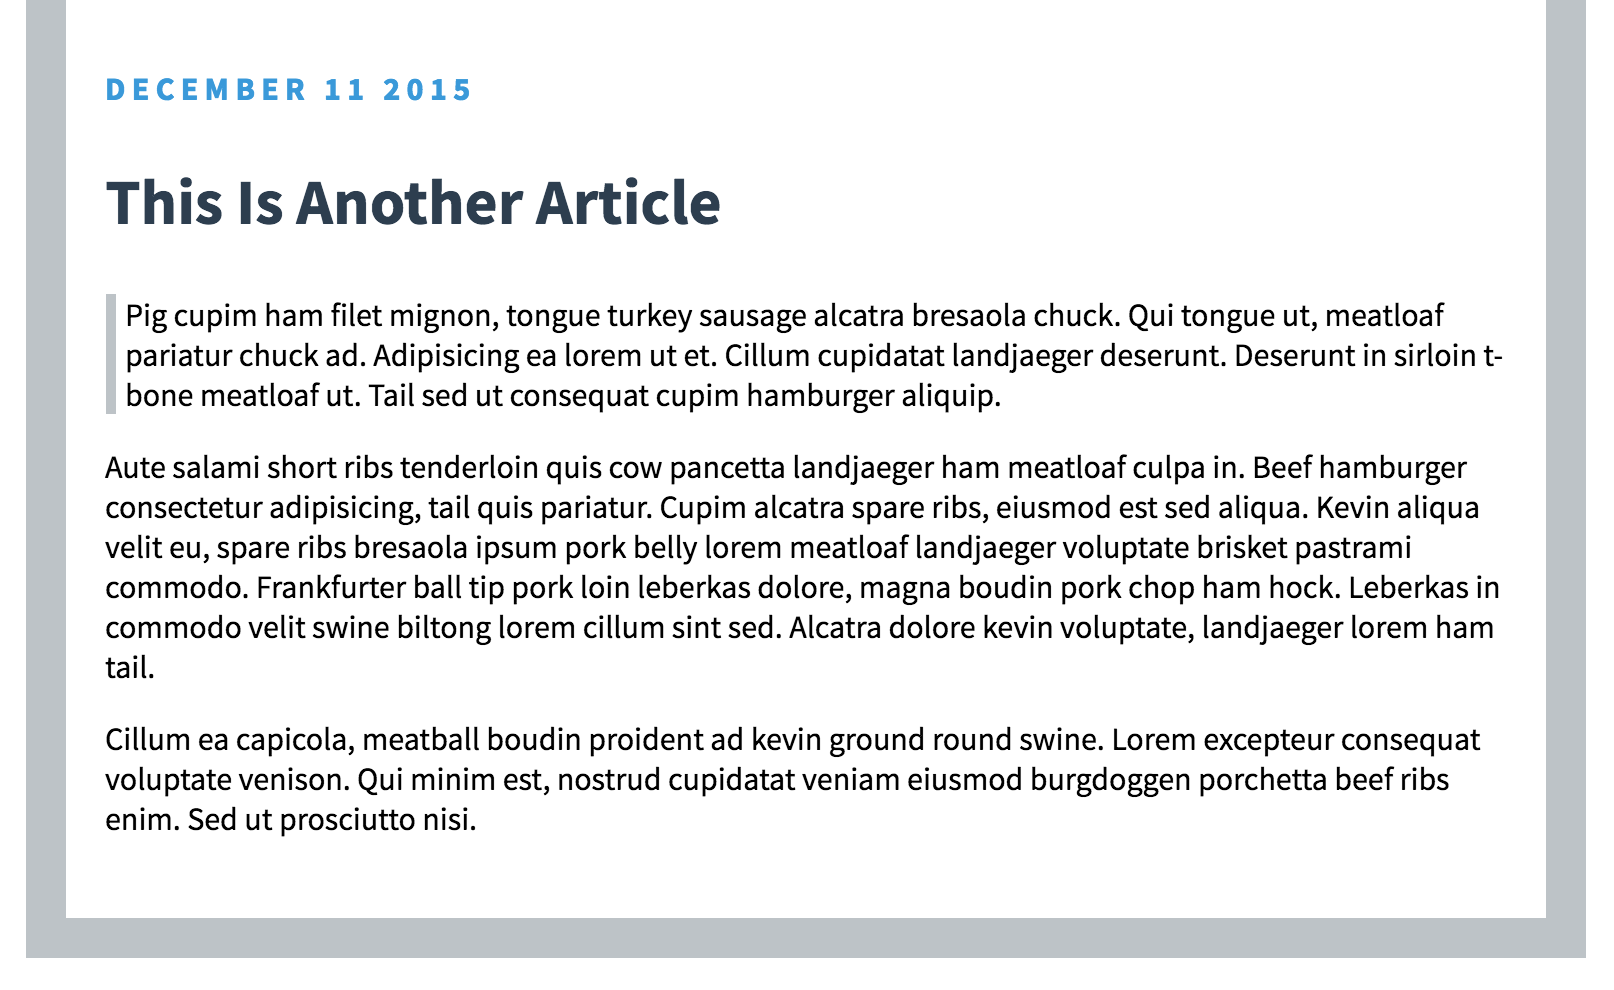 DECEMBER 11 2015
This Is Another Article
Pig cupim ham filet mignon, tongue turkey sausage alcatra bresaola chuck. Qui tongue ut, meatloaf
pariatur chuck ad. Adipisicing ea lorem ut et. Cillum cupidatat landjaeger deserunt. Deserunt in sirloin t-
bone meatloaf ut. Tail sed ut consequat cupim hamburger aliquip.
Aute salami short ribs tenderloin quis cow pancetta landjaeger ham meatloaf culpa in. Beef hamburger
consectetur adipisicing, tail quis pariatur. Cupim alcatra spare ribs, eiusmod est sed aliqua. Kevin aliqua
velit eu, spare ribs bresaola ipsum pork belly lorem meatloaf landjaeger voluptate brisket pastrami
commodo. Frankfurter ball tip pork loin leberkas dolore, magna boudin pork chop ham hock. Leberkas in
commodo velit swine biltong lorem cillum sint sed. Alcatra dolore kevin voluptate, landjaeger lorem ham
tail.
Cillum ea capicola, meatball boudin proident ad kevin ground round swine. Lorem excepteur consequat
voluptate venison. Qui minim est, nostrud cupidatat veniam eiusmod burgdoggen porchetta beef ribs
enim. Sed ut prosciutto nisi.